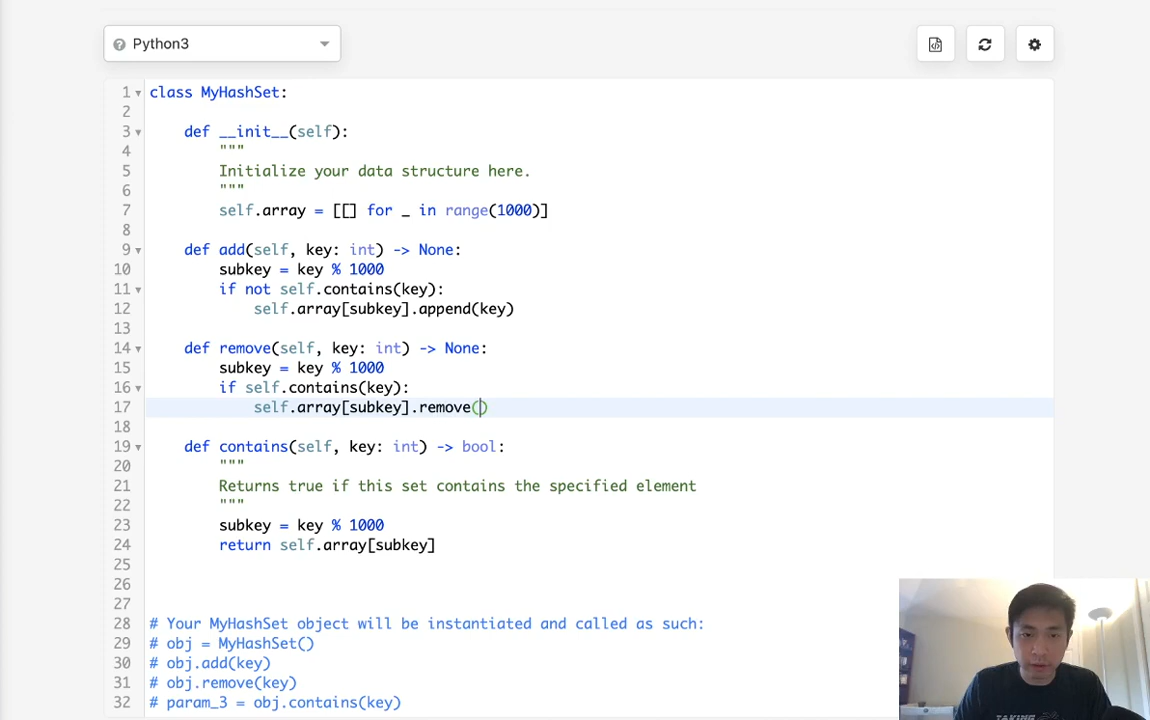 Python3
1 class MyHashSet:
2
3 def __init__(self):
4 """
5 Initialize your data structure here.
6 """
7 self.array = [[] for _ in range(1000)]
8
9 def add(self, key: int) -> None:
10 subkey = key % 1000
11 if not self.contains(key):
12 self.array[subkey].append(key)
13
14 def remove(self, key: int) -> None:
15 subkey = key % 1000
16 if self.contains(key):
17 self.array[subkey].remove()
18
19 def contains(self, key: int) -> bool:
20 """
21 Returns true if this set contains the specified element
22 """
23 subkey = key % 1000
24 return self.array[subkey]
25
26
27
28 # Your MyHashSet object will be instantiated and called as such:
29 # obj = MyHashSet()
30 # obj.add(key)
31 # obj.remove(key)
32 # param_3 = obj.contains(key)
TAKING